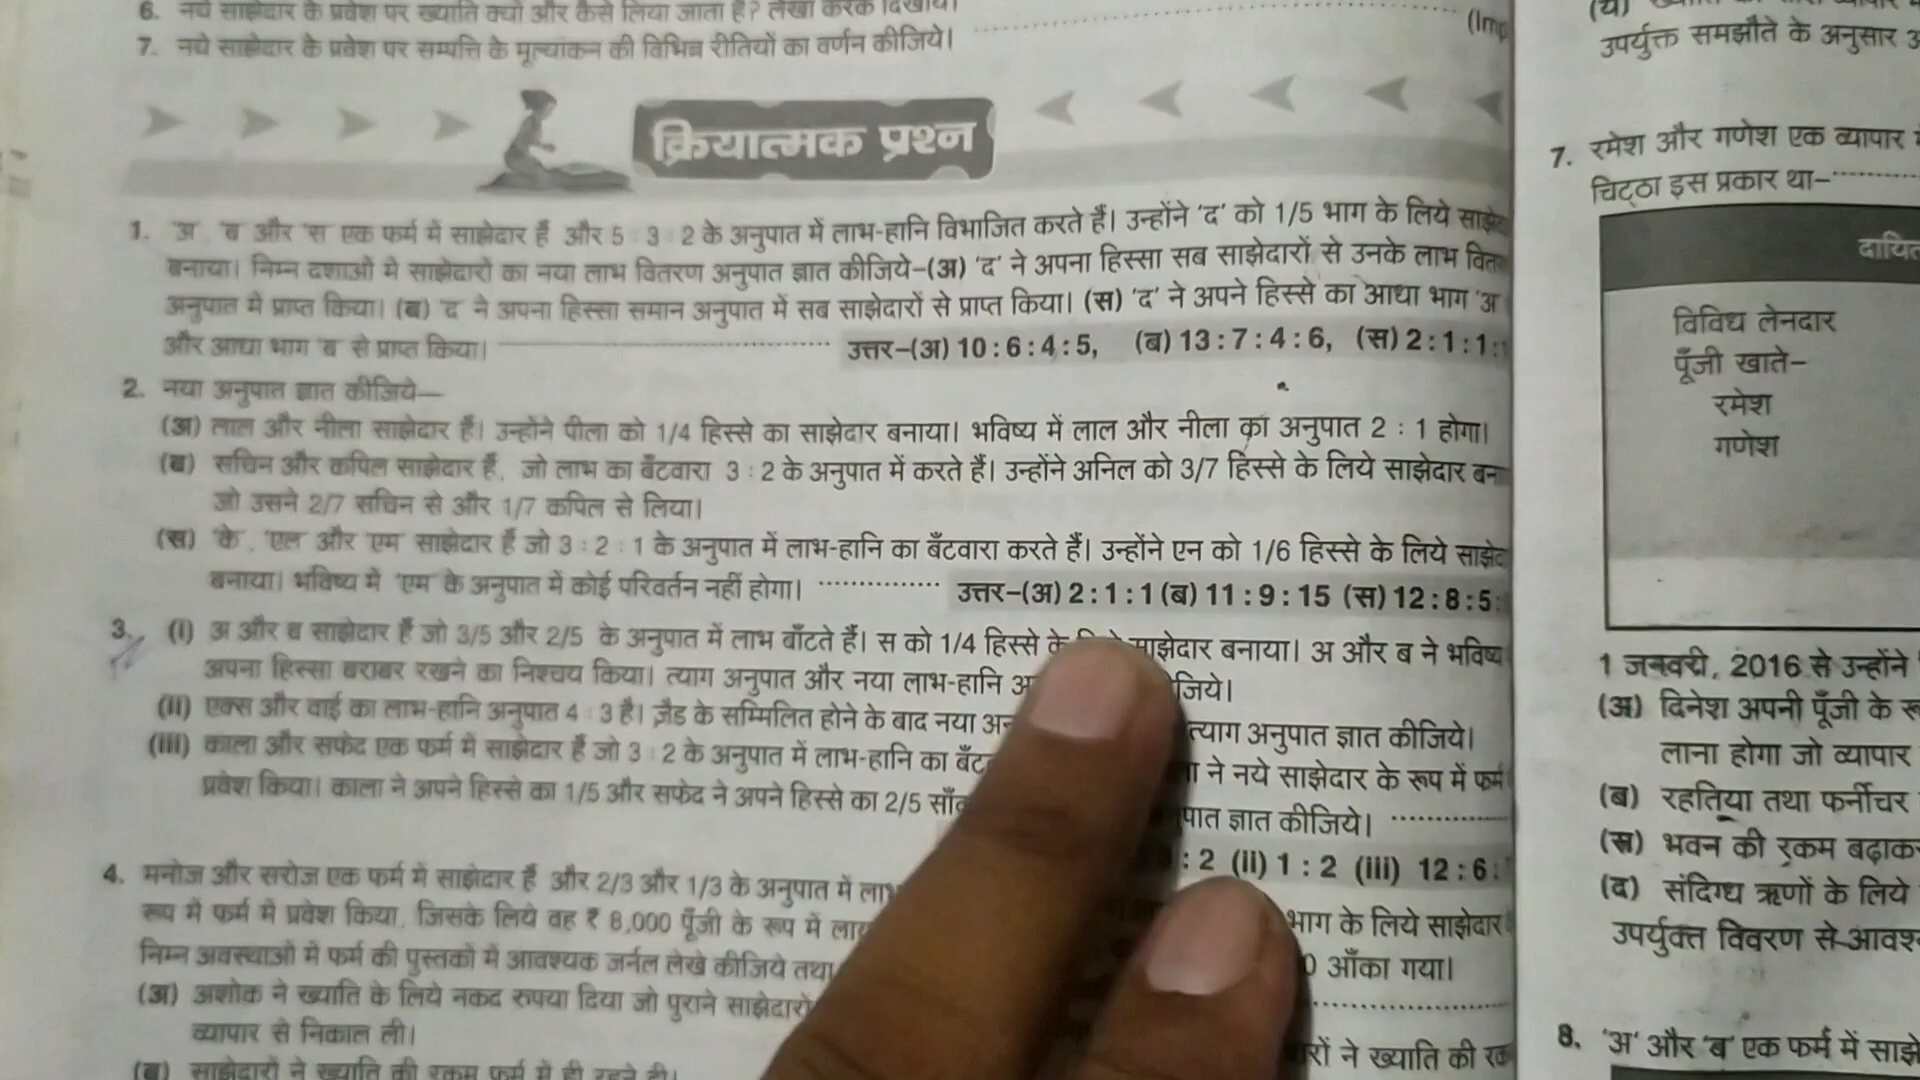 6. नये साझेदार के प्रवेश पर ख्याति क्यों और कैसे लिया जाता है? लेखा करके दिखाये।
7. नये साझेदार के प्रवेश पर सम्पत्ति के मूल्यांकन की विभिन्न रीतियों का वर्णन कीजिये।
(Imp
क्रियात्मक प्रश्न
1. 'अ', 'ब' और 'स' एक फर्म में साझेदार हैं और 5 : 3 : 2 के अनुपात में लाभ-हानि विभाजित करते हैं। उन्होंने 'द' को 1/5 भाग के लिये
बनाया। निम्न दशाओं में साझेदारों का नया लाभ वितरण अनुपात ज्ञात कीजिये-(अ) 'द' ने अपना हिस्सा सब साझेदारों से उनके लाभ
अनुपात में प्राप्त किया। (ब) 'द' ने अपना हिस्सा समान अनुपात में सब साझेदारों से प्राप्त किया। (स) 'द' ने अपने हिस्से का आधा भाग 'अ
और आधा भाग 'ब' से प्राप्त किया। उत्तर-(अ) 10 : 6 : 4 : 5, (ब) 13 : 7 : 4 : 6, (स) 2 : 1 : 1 :
2. नया अनुपात ज्ञात कीजिये—
(अ) लाल और नीला साझेदार हैं। उन्होंने पीला को 1/4 हिस्से का साझेदार बनाया। भविष्य में लाल और नीला का अनुपात 2 : 1 होगा।
(ब) सचिन और कपिल साझेदार हैं, जो लाभ का बँटवारा 3 : 2 के अनुपात में करते हैं। उन्होंने अनिल को 3/7 हिस्से के लिये साझेदार
जो उसने 2/7 सचिन से और 1/7 कपिल से लिया।
(स) 'के', 'एल' और 'एम' साझेदार हैं जो 3 : 2 : 1 के अनुपात में लाभ-हानि का बँटवारा करते हैं। उन्होंने एन को 1/6 हिस्से के लिये
बनाया। भविष्य में 'एम' के अनुपात में कोई परिवर्तन नहीं होगा। उत्तर-(अ) 2 : 1 : 1 (ब) 11 : 9 : 15 (स) 12 : 8 : 5 :
3. (i) अ और ब साझेदार हैं जो 3/5 और 2/5 के अनुपात में लाभ बाँटते हैं। स को 1/4 हिस्से के साझेदार बनाया। अ और ब ने भविष्य
अपना हिस्सा बराबर रखने का निश्चय किया। त्याग अनुपात और नया लाभ-हानि जिये।
(ii) एक्स और वाई का लाभ-हानि अनुपात 4 : 3 है। ज़ैड के सम्मिलित होने के बाद नया त्याग अनुपात ज्ञात कीजिये।
(iii) काला और सफेद एक फर्म में साझेदार हैं जो 3 : 2 के अनुपात में लाभ-हानि का ने नये साझेदार के रूप में फर्म
प्रवेश किया। काला ने अपने हिस्से का 1/5 और सफेद ने अपने हिस्से का 2/5 पात ज्ञात कीजिये।
: 2 (ii) 1 : 2 (iii) 12 : 6 :
4. मनोज और सरोज एक फर्म में साझेदार हैं और 2/3 और 1/3 के अनुपात में भाग के लिये साझेदार
रूप में फर्म में प्रवेश किया, जिसके लिये वह ₹ 8,000 पूँजी के रूप में 0 आँका गया।
निम्न अवस्थाओं में फर्म की पुस्तकों में आवश्यक जर्नल लेखे कीजिये तथा
(अ) अशोक ने ख्याति के लिये नकद रुपया दिया जो पुराने साझेदारों
व्यापार से निकाल ली।
(ब) साझेदारों ने ख्याति की रकम फर्म में ही रहने दी। रों ने ख्याति की
उपर्युक्त समझौते के अनुसार
7. रमेश और गणेश एक व्यापार
चिट्ठा इस प्रकार था-
दायित
विविध लेनदार
पूँजी खाते-
रमेश
गणेश
1 जनवरी, 2016 से उन्होंने
(अ) दिनेश अपनी पूँजी के
लाना होगा जो व्यापार
(ब) रहतिया तथा फर्नीचर
(स) भवन की रकम बढ़ाक
(द) संदिग्ध ऋणों के लिये
उपर्युक्त विवरण से आवश
8. 'अ' और 'ब' एक फर्म में साझे